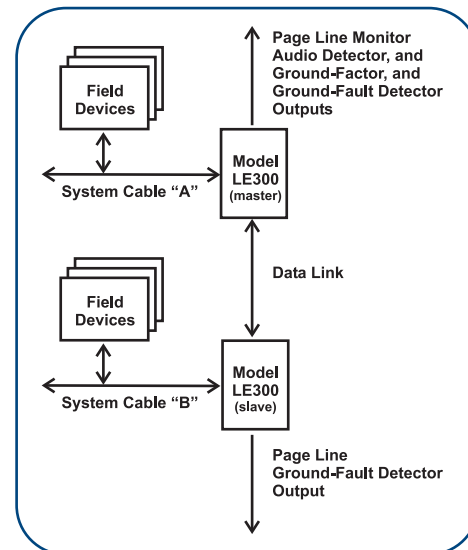 Page Line Monitor
Audio Detector, and
Ground-Factor, and
Ground-Fault Detector
Outputs
Field
Devices
Model
LE300
(master)
System Cable “A”
Data Link
Field
Devices
Model
LE300
(slave)
System Cable “B”
Page Line
Ground-Fault Detector
Output